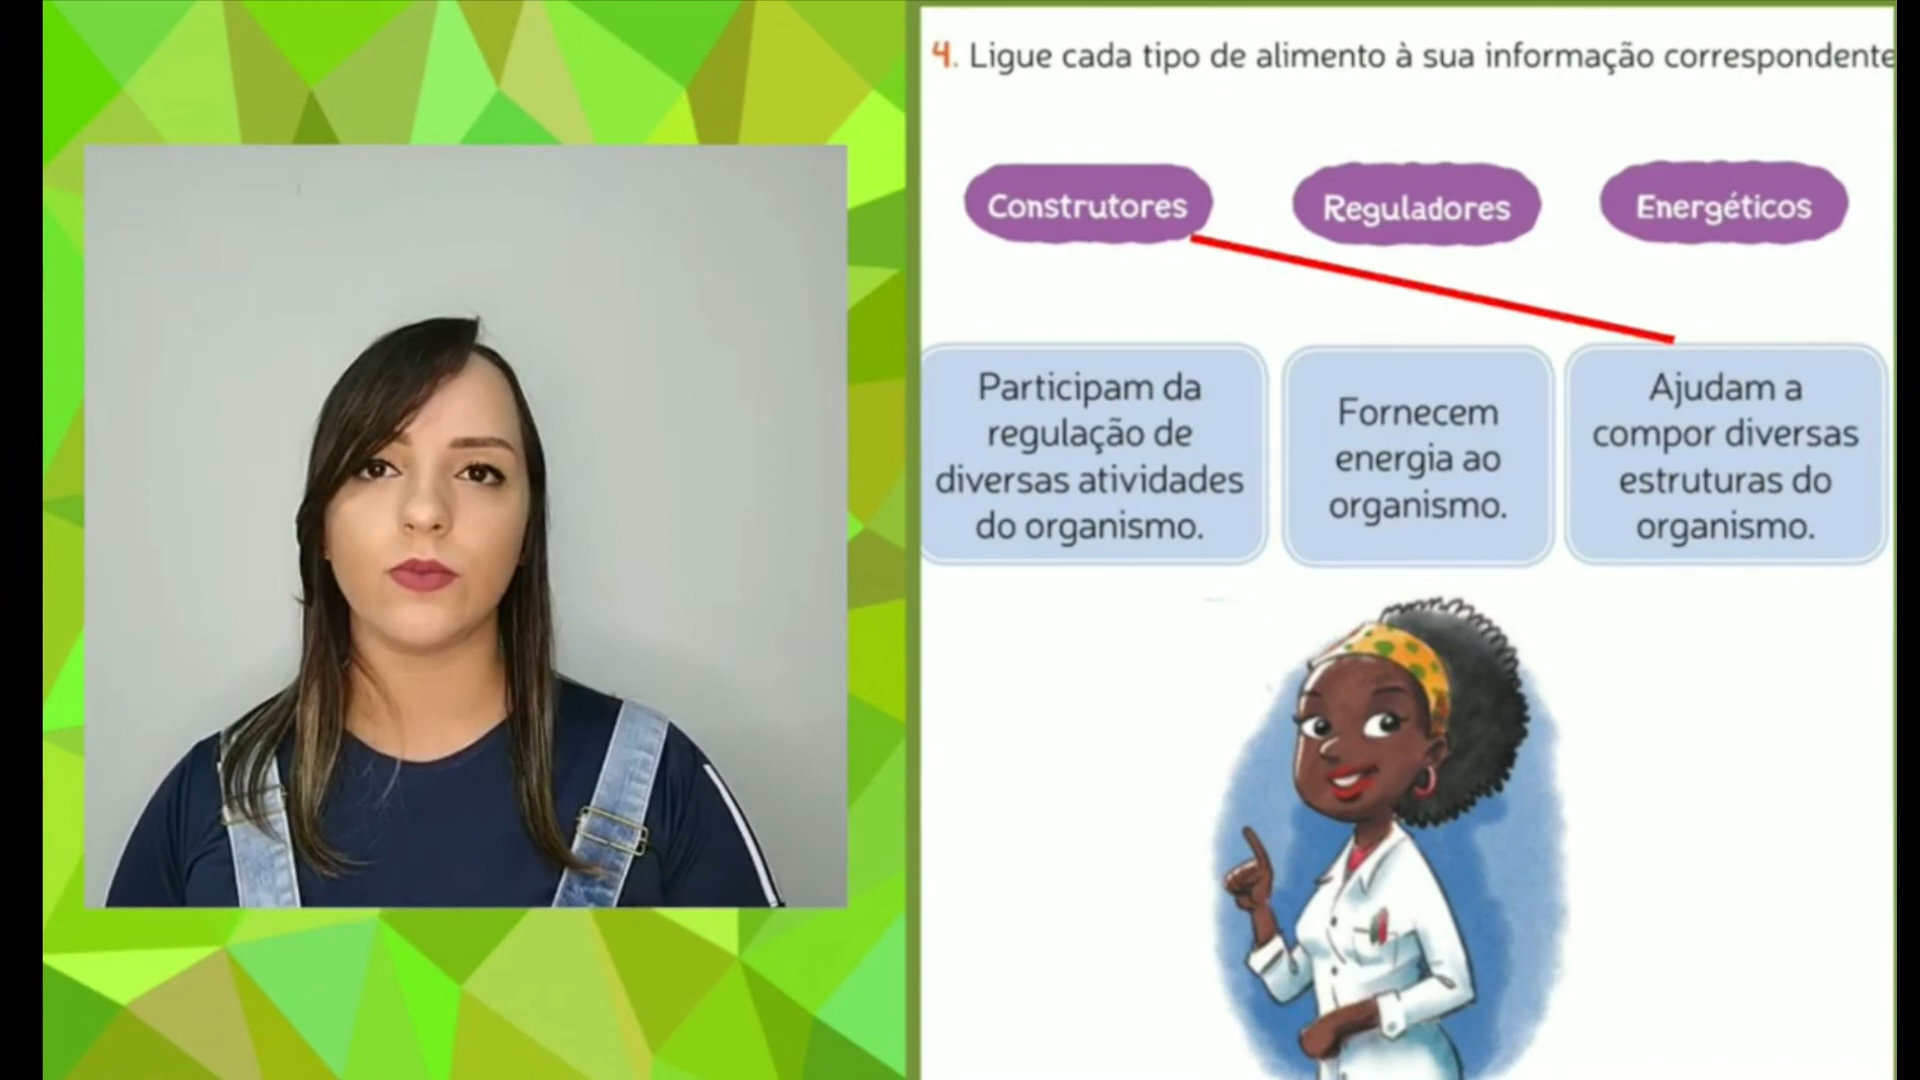 4. Ligue cada tipo de alimento à sua informação correspondente
Construtores
Reguladores
Energéticos
Participam da
regulação de
diversas atividades
do organismo.
Fornecem
energia ao
organismo.
Ajudam a
compor diversas
estruturas do
organismo.